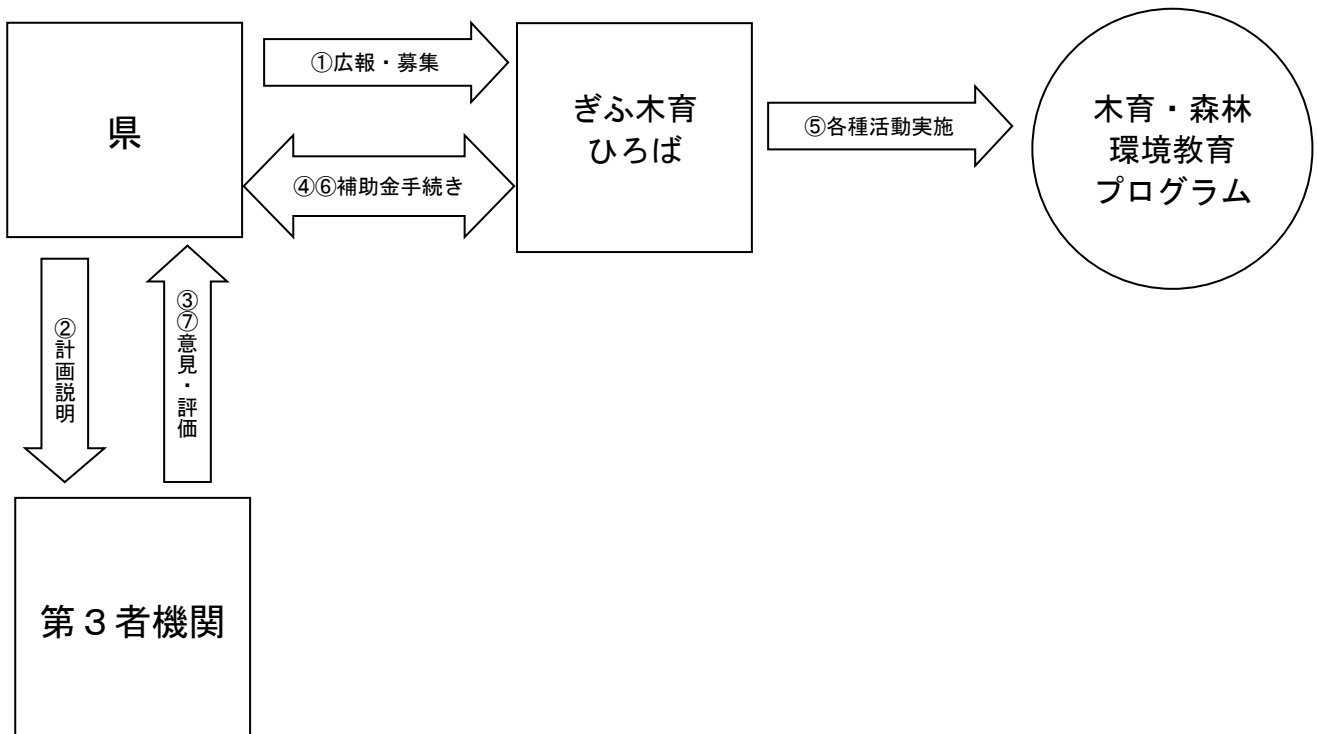 県
①広報・募集
④⑥補助金手続き
ぎふ木育
ひろば
⑤各種活動実施
木育・森林
環境教育
プログラム
②計画説明
③⑦意見・評価
第３者機関